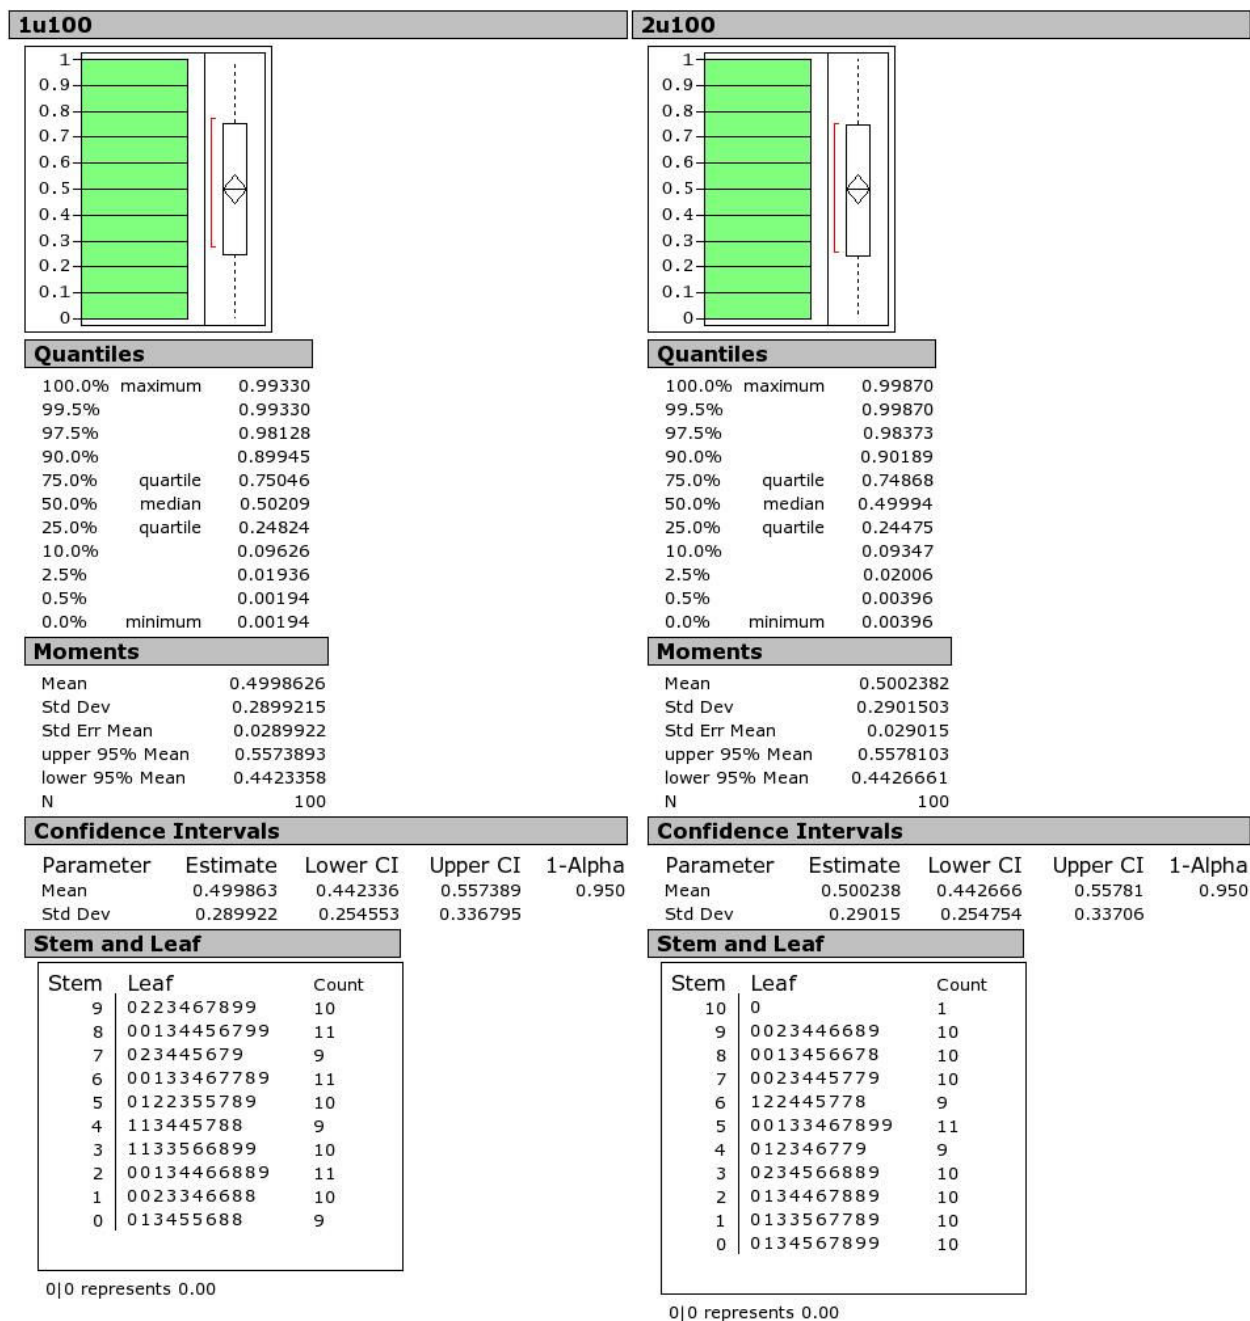 1u100
1
0.9
0.8
0.7
0.6
0.5
0.4
0.3
0.2
0.1
0
Quantiles
100.0% maximum 0.99330
99.5% 0.99330
97.5% 0.98128
90.0% 0.89945
75.0% quartile 0.75046
50.0% median 0.50209
25.0% quartile 0.24824
10.0% 0.09626
2.5% 0.01936
0.5% 0.00194
0.0% minimum 0.00194
Moments
Mean 0.4998626
Std Dev 0.2899215
Std Err Mean 0.0289922
upper 95% Mean 0.5573893
lower 95% Mean 0.4423358
N 100
Confidence Intervals
Parameter Estimate Lower CI Upper CI 1-Alpha
Mean 0.499863 0.442336 0.557389 0.950
Std Dev 0.289922 0.254553 0.336795
Stem and Leaf
Stem Leaf Count
9 0223467899 10
8 00134456799 11
7 023445679 9
6 00133467789 11
5 0122355789 10
4 113445788 9
3 1133566899 10
2 00134466889 11
1 0023346688 10
0 013455688 9
0|0 represents 0.00
2u100
1
0.9
0.8
0.7
0.6
0.5
0.4
0.3
0.2
0.1
0
Quantiles
100.0% maximum 0.99870
99.5% 0.99870
97.5% 0.98373
90.0% 0.90189
75.0% quartile 0.74868
50.0% median 0.49994
25.0% quartile 0.24475
10.0% 0.09347
2.5% 0.02006
0.5% 0.00396
0.0% minimum 0.00396
Moments
Mean 0.5002382
Std Dev 0.2901503
Std Err Mean 0.029015
upper 95% Mean 0.5578103
lower 95% Mean 0.4426661
N 100
Confidence Intervals
Parameter Estimate Lower CI Upper CI 1-Alpha
Mean 0.500238 0.442666 0.55781 0.950
Std Dev 0.29015 0.254754 0.33706
Stem and Leaf
Stem Leaf Count
10 0 1
9 0023446689 10
8 0013456678 10
7 0023445779 10
6 122445778 9
5 00133467899 11
4 012346779 9
3 0234566889 10
2 0134467889 10
1 0133567789 10
0 0134567899 10
0|0 represents 0.00